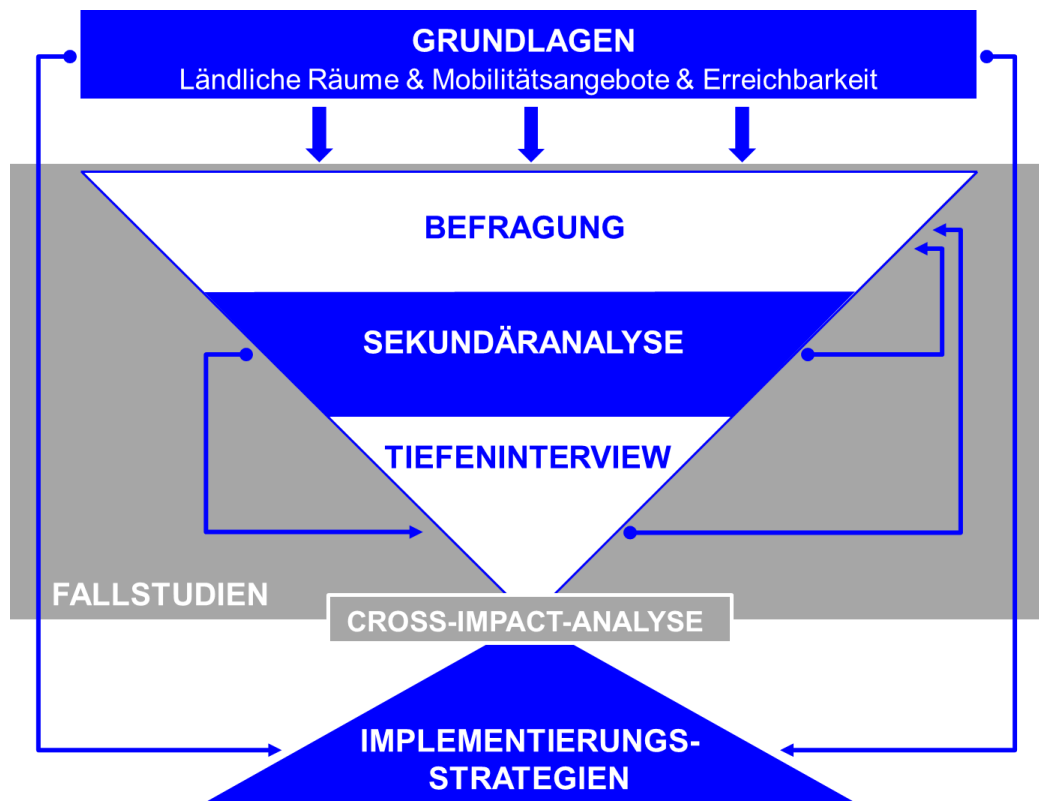 GRUNDLAGEN
Ländliche Räume & Mobilitätsangebote & Erreichbarkeit
BEFRAGUNG
SEKUNDÄRANALYSE
TIEFENINTERVIEW
FALLSTUDIEN
CROSS-IMPACT-ANALYSE
IMPLEMENTIERUNGS-
STRATEGIEN